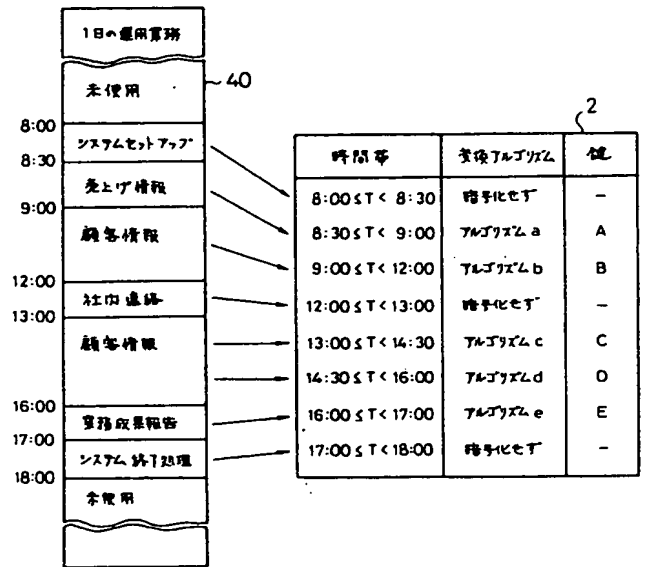 1日の運用業務
未使用
40
8:00
システムセットアップ
8:30
売上げ情報
9:00
顧客情報
12:00
社内連絡
13:00
顧客情報
16:00
業務成果報告
17:00
システム終了処理
18:00
未使用
2
時間帯 変換アルゴリズム 鍵
8:00≦T< 8:30 暗号化せず –
8:30≦T< 9:00 アルゴリズム a A
9:00≦T<12:00 アルゴリズム b B
12:00≦T<13:00 暗号化せず –
13:00≦T<14:30 アルゴリズム c C
14:30≦T<16:00 アルゴリズム d D
16:00≦T<17:00 アルゴリズム e E
17:00≦T<18:00 暗号化せず –